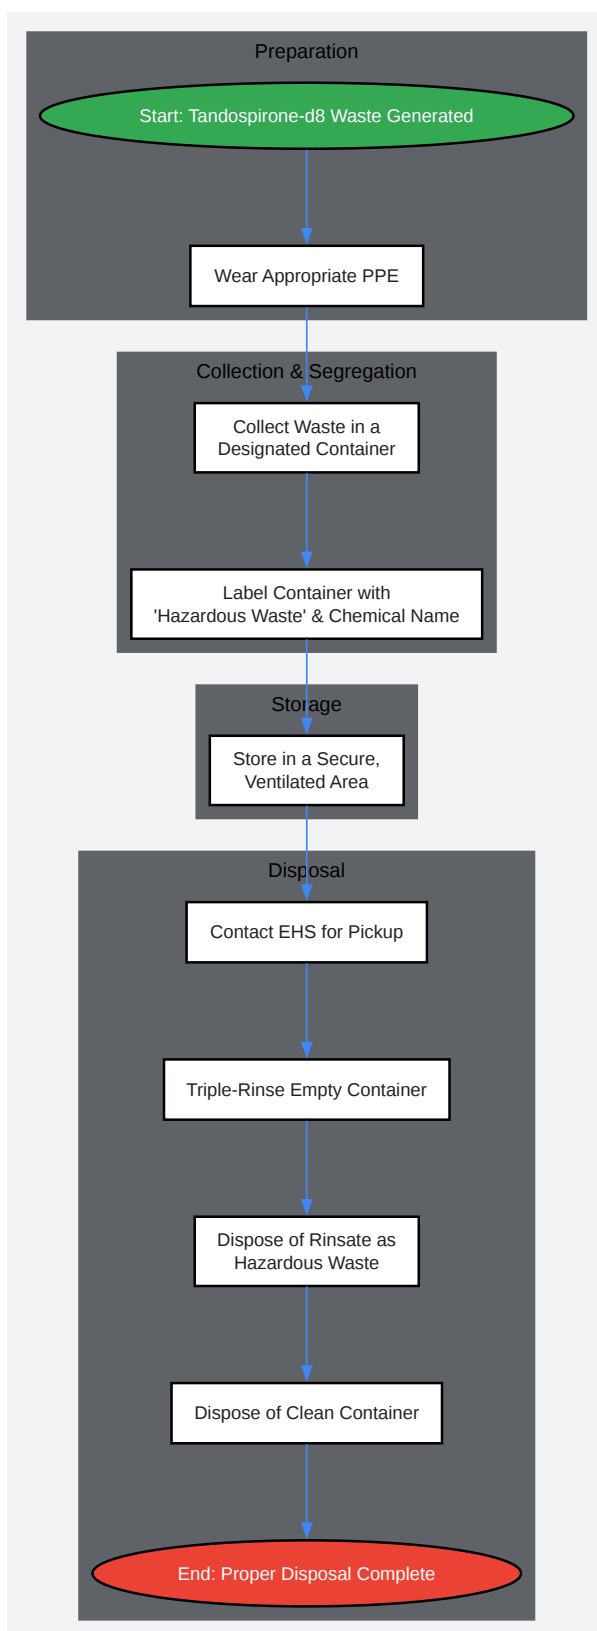 Preparation
Start: Tandospirone-d8 Waste Generated
Wear Appropriate PPE
Collection & Segregation
Collect Waste in a
Designated Container
Label Container with
'Hazardous Waste' & Chemical Name
Storage
Store in a Secure,
Ventilated Area
Disposal
Contact EHS for Pickup
Triple-Rinse Empty Container
Dispose of Rinsate as
Hazardous Waste
Dispose of Clean Container
End: Proper Disposal Complete